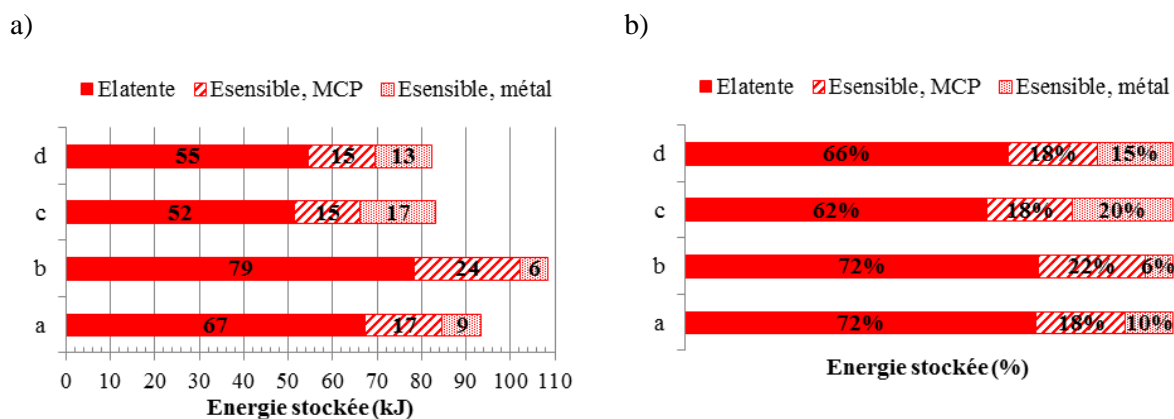 a)
b)
Elatente Esensible, MCP Esensible, métal
Elatente Esensible, MCP Esensible, métal
d 55 15 13
c 52 15 17
b 79 24 6
a 67 17 9
0 10 20 30 40 50 60 70 80 90 100 110
Energie stockée (kJ)
d 66% 18% 15%
c 62% 18% 20%
b 72% 22% 6%
a 72% 18% 10%
Energie stockée (%)